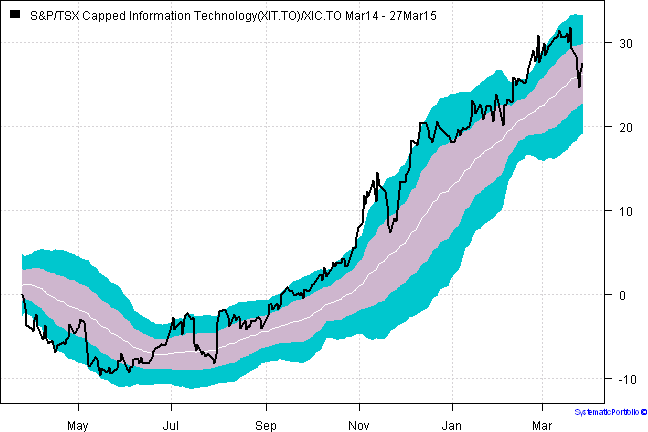 S&P/TSX Capped Information Technology(XIT.TO)/XIC.TO Mar14 - 27Mar15
30
20
10
0
-10
May Jul Sep Nov Jan Mar
SystematicPortfolio ©